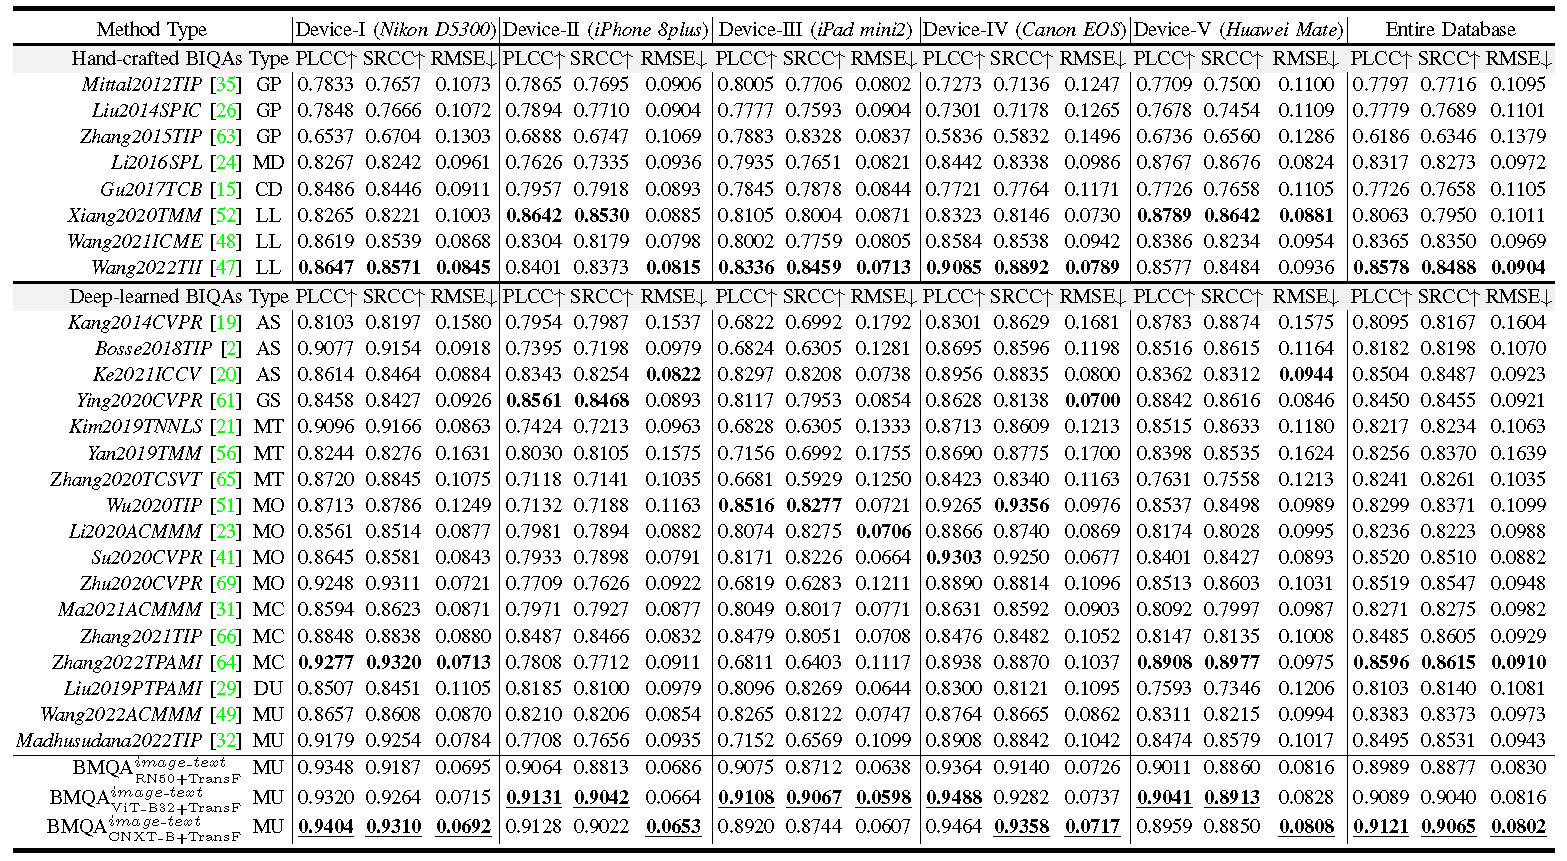 Method Type Device-I (Nikon D5300) Device-II (iPhone 8plus) Device-III (iPad mini2) Device-IV (Canon EOS) Device-V (Huawei Mate) Entire Database
Hand-crafted BIQAs Type PLCC↑ SRCC↑ RMSE↓ PLCC↑ SRCC↑ RMSE↓ PLCC↑ SRCC↑ RMSE↓ PLCC↑ SRCC↑ RMSE↓ PLCC↑ SRCC↑ RMSE↓ PLCC↑ SRCC↑ RMSE↓
Mittal2012TIP [35] GP 0.7833 0.7657 0.1073 0.7865 0.7695 0.0906 0.8005 0.7706 0.0802 0.7273 0.7136 0.1247 0.7709 0.7500 0.1100 0.7797 0.7716 0.1095
Liu2014SPIC [26] GP 0.7848 0.7666 0.1072 0.7894 0.7710 0.0904 0.7777 0.7593 0.0904 0.7301 0.7178 0.1265 0.7678 0.7454 0.1109 0.7779 0.7689 0.1101
Zhang2015TIP [63] GP 0.6537 0.6704 0.1303 0.6888 0.6747 0.1069 0.7883 0.8328 0.0837 0.5836 0.5832 0.1496 0.6736 0.6560 0.1286 0.6186 0.6346 0.1379
Li2016SPL [24] MD 0.8267 0.8242 0.0961 0.7626 0.7335 0.0936 0.7935 0.7651 0.0821 0.8442 0.8338 0.0986 0.8767 0.8676 0.0824 0.8317 0.8273 0.0972
Gu2017TCB [15] CD 0.8486 0.8446 0.0911 0.7957 0.7918 0.0893 0.7845 0.7878 0.0844 0.7721 0.7764 0.1171 0.7726 0.7658 0.1105 0.7726 0.7658 0.1105
Xiang2020TMM [52] LL 0.8265 0.8221 0.1003 0.8642 0.8530 0.0885 0.8105 0.8004 0.0871 0.8323 0.8146 0.0730 0.8789 0.8642 0.0881 0.8063 0.7950 0.1011
Wang2021ICME [48] LL 0.8619 0.8539 0.0868 0.8304 0.8179 0.0798 0.8002 0.7759 0.0805 0.8584 0.8538 0.0942 0.8386 0.8234 0.0954 0.8365 0.8350 0.0969
Wang2022TII [47] LL 0.8647 0.8571 0.0845 0.8401 0.8373 0.0815 0.8336 0.8459 0.0713 0.9085 0.8892 0.0789 0.8577 0.8484 0.0936 0.8578 0.8488 0.0904
Deep-learned BIQAs Type PLCC↑ SRCC↑ RMSE↓ PLCC↑ SRCC↑ RMSE↓ PLCC↑ SRCC↑ RMSE↓ PLCC↑ SRCC↑ RMSE↓ PLCC↑ SRCC↑ RMSE↓ PLCC↑ SRCC↑ RMSE↓
Kang2014CVPR [19] AS 0.8103 0.8197 0.1580 0.7954 0.7987 0.1537 0.6822 0.6992 0.1792 0.8301 0.8629 0.1681 0.8783 0.8874 0.1575 0.8095 0.8167 0.1604
Bosse2018TIP [2] AS 0.9077 0.9154 0.0918 0.7395 0.7198 0.0979 0.6824 0.6305 0.1281 0.8695 0.8596 0.1198 0.8516 0.8615 0.1164 0.8182 0.8198 0.1070
Ke2021ICCV [20] AS 0.8614 0.8464 0.0884 0.8343 0.8254 0.0822 0.8297 0.8208 0.0738 0.8956 0.8835 0.0800 0.8362 0.8312 0.0944 0.8504 0.8487 0.0923
Ying2020CVPR [61] GS 0.8458 0.8427 0.0926 0.8561 0.8468 0.0893 0.8117 0.7953 0.0854 0.8628 0.8138 0.0700 0.8842 0.8616 0.0846 0.8450 0.8455 0.0921
Kim2019TNNLS [21] MT 0.9096 0.9166 0.0863 0.7424 0.7213 0.0963 0.6828 0.6305 0.1333 0.8713 0.8609 0.1213 0.8515 0.8633 0.1180 0.8217 0.8234 0.1063
Yan2019TMM [56] MT 0.8244 0.8276 0.1631 0.8030 0.8105 0.1575 0.7156 0.6992 0.1755 0.8690 0.8775 0.1700 0.8398 0.8535 0.1624 0.8256 0.8370 0.1639
Zhang2020TCSVT [65] MT 0.8720 0.8845 0.1075 0.7118 0.7141 0.1035 0.6681 0.5929 0.1250 0.8423 0.8340 0.1163 0.7631 0.7558 0.1213 0.8241 0.8261 0.1035
Wu2020TIP [51] MO 0.8713 0.8786 0.1249 0.7132 0.7188 0.1163 0.8516 0.8277 0.0721 0.9265 0.9356 0.0976 0.8537 0.8498 0.0989 0.8299 0.8371 0.1099
Li2020ACMMM [23] MO 0.8561 0.8514 0.0877 0.7981 0.7894 0.0882 0.8074 0.8275 0.0706 0.8866 0.8740 0.0869 0.8174 0.8028 0.0995 0.8236 0.8223 0.0988
Su2020CVPR [41] MO 0.8645 0.8581 0.0843 0.7933 0.7898 0.0791 0.8171 0.8226 0.0664 0.9303 0.9250 0.0677 0.8401 0.8427 0.0893 0.8520 0.8510 0.0882
Zhu2020CVPR [69] MO 0.9248 0.9311 0.0721 0.7709 0.7626 0.0922 0.6819 0.6283 0.1211 0.8890 0.8814 0.1096 0.8513 0.8603 0.1031 0.8519 0.8547 0.0948
Ma2021ACMMM [31] MC 0.8594 0.8623 0.0871 0.7971 0.7927 0.0877 0.8049 0.8017 0.0771 0.8631 0.8592 0.0903 0.8092 0.7997 0.0987 0.8271 0.8275 0.0982
Zhang2021TIP [66] MC 0.8848 0.8838 0.0880 0.8487 0.8466 0.0832 0.8479 0.8051 0.0708 0.8476 0.8482 0.1052 0.8147 0.8135 0.1008 0.8485 0.8605 0.0929
Zhang2022TPAMI [64] MC 0.9277 0.9320 0.0713 0.7808 0.7712 0.0911 0.6811 0.6403 0.1117 0.8938 0.8870 0.1037 0.8908 0.8977 0.0975 0.8596 0.8615 0.0910
Liu2019PTPAMI [29] DU 0.8507 0.8451 0.1105 0.8185 0.8100 0.0979 0.8096 0.8269 0.0644 0.8300 0.8121 0.1095 0.7593 0.7346 0.1206 0.8103 0.8140 0.1081
Wang2022ACMMM [49] MU 0.8657 0.8608 0.0870 0.8210 0.8206 0.0854 0.8265 0.8122 0.0747 0.8764 0.8665 0.0862 0.8311 0.8215 0.0994 0.8383 0.8373 0.0973
Madhusudana2022TIP [32] MU 0.9179 0.9254 0.0784 0.7708 0.7656 0.0935 0.7152 0.6569 0.1099 0.8908 0.8842 0.1042 0.8474 0.8579 0.1017 0.8495 0.8531 0.0943
BMQA image-text RN50+TransF MU 0.9348 0.9187 0.0695 0.9064 0.8813 0.0686 0.9075 0.8712 0.0638 0.9364 0.9140 0.0726 0.9011 0.8860 0.0816 0.8989 0.8877 0.0830
BMQA image-text ViT-B32+TransF MU 0.9320 0.9264 0.0715 0.9131 0.9042 0.0664 0.9108 0.9067 0.0598 0.9488 0.9282 0.0737 0.9041 0.8913 0.0828 0.9089 0.9040 0.0816
BMQA image-text CNXT-B+TransF MU 0.9404 0.9310 0.0692 0.9128 0.9022 0.0653 0.8920 0.8744 0.0607 0.9464 0.9358 0.0717 0.8959 0.8850 0.0808 0.9121 0.9065 0.0802